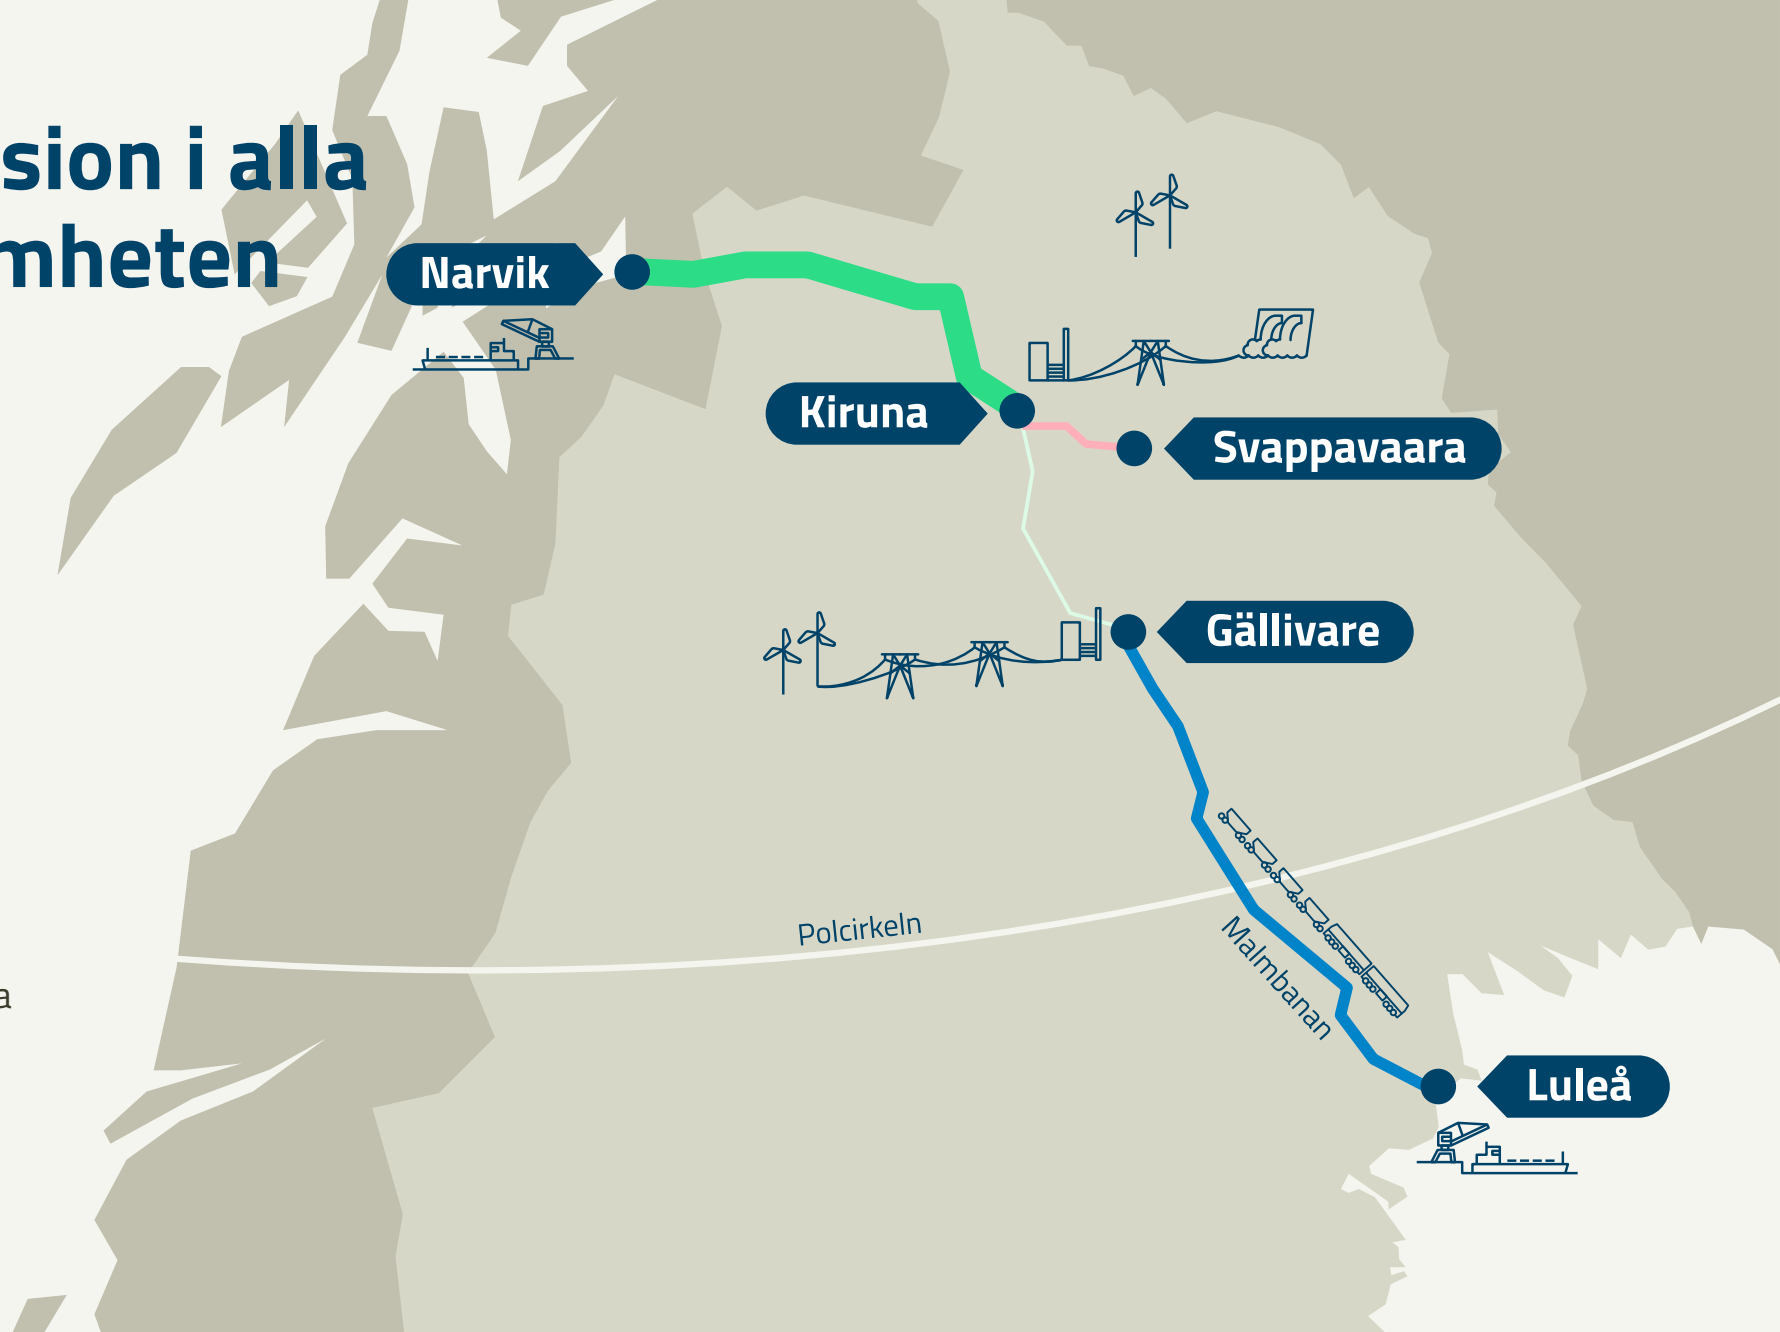 sion i alla
mheten
Narvik
Kiruna
Svappavaara
Gällivare
Polcirkeln
Malmbanan
a
Luleå